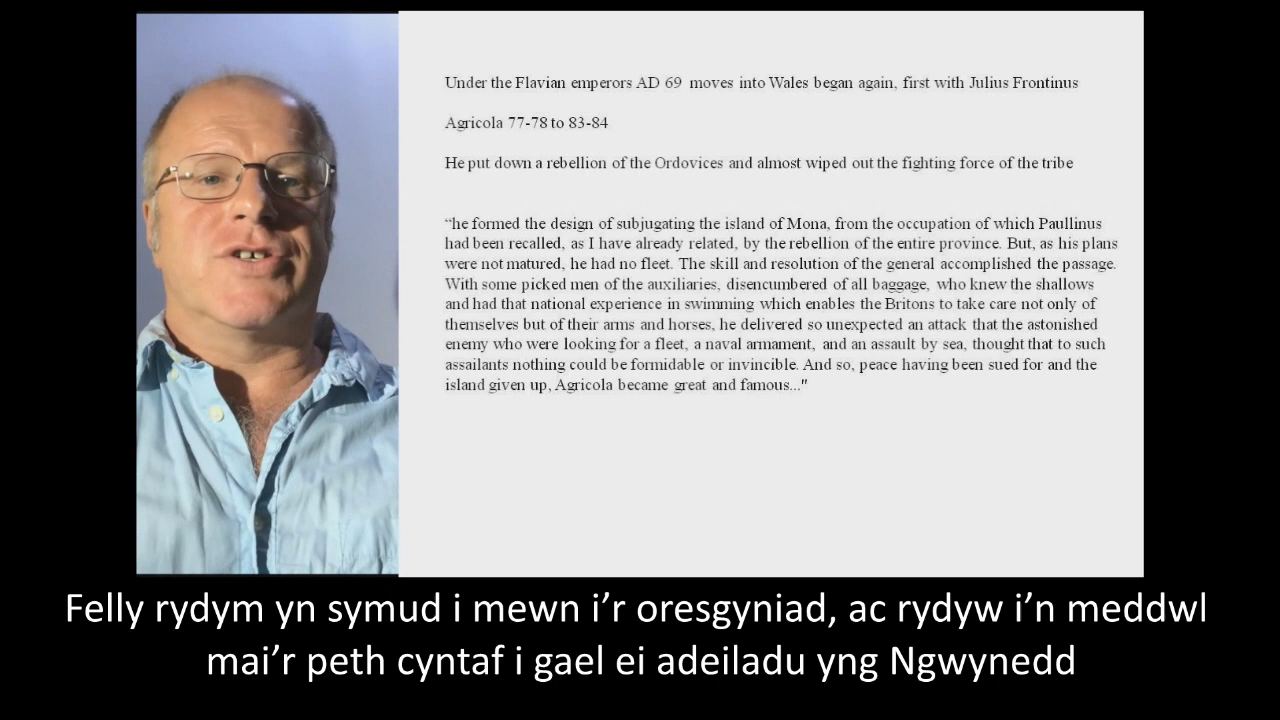 Under the Flavian emperors AD 69 moves into Wales began again, first with Julius Frontinus
Agricola 77-78 to 83-84
He put down a rebellion of the Ordovices and almost wiped out the fighting force of the tribe
“he formed the design of subjugating the island of Mona, from the occupation of which Paullinus
had been recalled, as I have already related, by the rebellion of the entire province. But, as his plans
were not matured, he had no fleet. The skill and resolution of the general accomplished the passage.
With some picked men of the auxiliaries, disencumbered of all baggage, who knew the shallows
and had that national experience in swimming which enables the Britons to take care not only of
themselves but of their arms and horses, he delivered so unexpected an attack that the astonished
enemy who were looking for a fleet, a naval armament, and an assault by sea, thought that to such
assailants nothing could be formidable or invincible. And so, peace having been sued for and the
island given up, Agricola became great and famous..."
Felly rydym yn symud i mewn i’r oresgyniad, ac rydyw i’n meddwl
mai’r peth cyntaf i gael ei adeiladu yng Ngwynedd